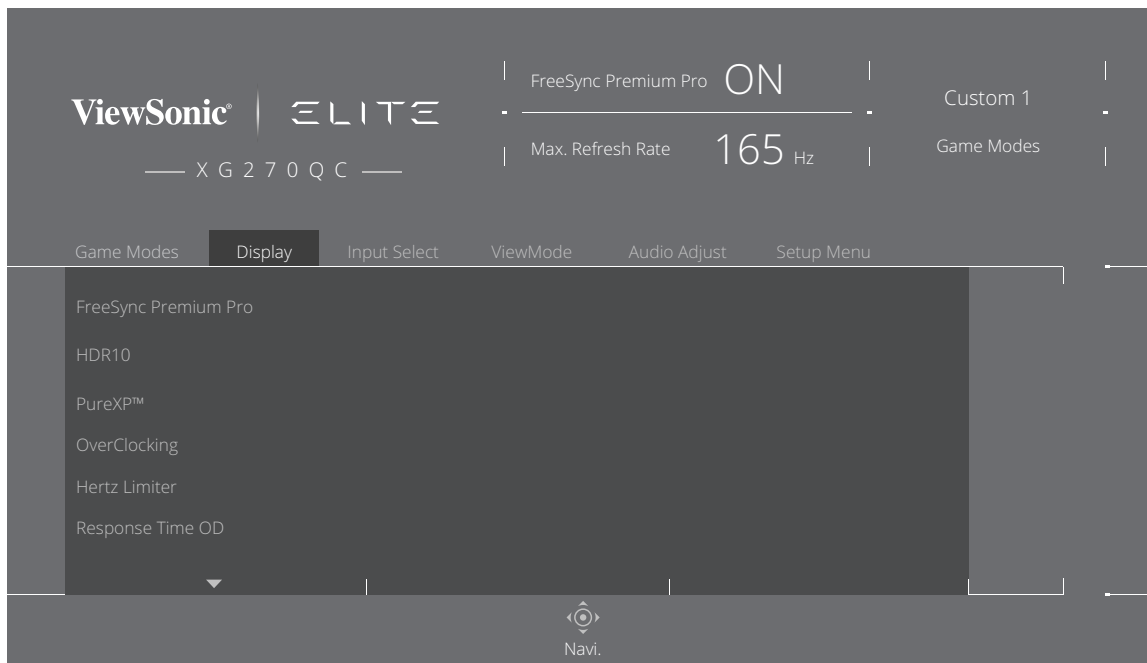 ViewSonic® ELITE
XG270QC
FreeSync Premium Pro ON
Max. Refresh Rate 165 Hz
Custom 1
Game Modes
Game Modes Display Input Select ViewMode Audio Adjust Setup Menu
FreeSync Premium Pro
HDR10
PureXP™
OverClocking
Hertz Limiter
Response Time OD
Navi.